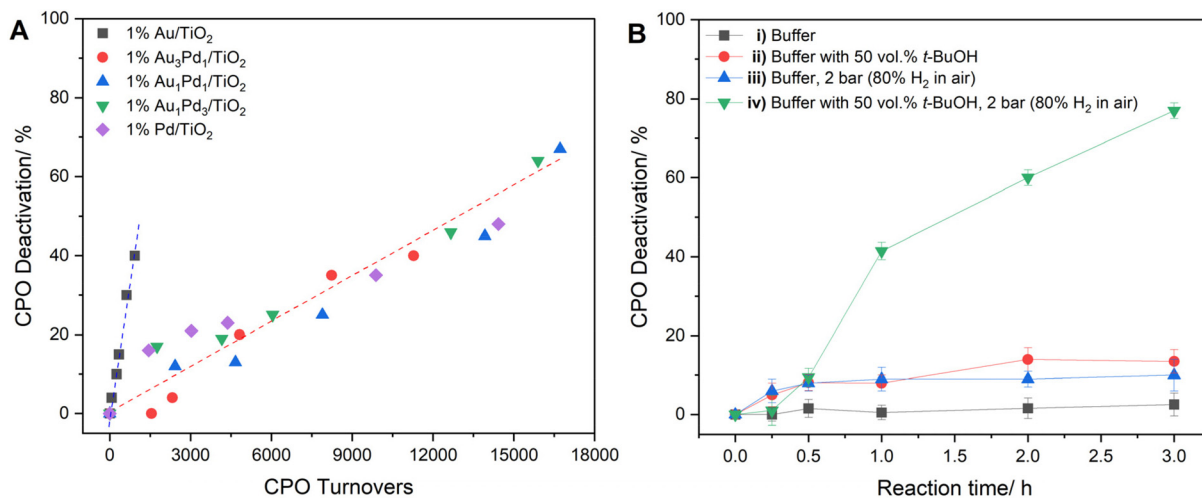 A
1% Au/TiO₂
1% Au₃Pd₁/TiO₂
1% Au₁Pd₁/TiO₂
1% Au₁Pd₃/TiO₂
1% Pd/TiO₂
CPO Deactivation/ %
100
80
60
40
20
0
0 3000 6000 9000 12000 15000 18000
CPO Turnovers
B
i) Buffer
ii) Buffer with 50 vol.% t-BuOH
iii) Buffer, 2 bar (80% H₂ in air)
iv) Buffer with 50 vol.% t-BuOH, 2 bar (80% H₂ in air)
CPO Deactivation/ %
100
80
60
40
20
0
0.0 0.5 1.0 1.5 2.0 2.5 3.0
Reaction time/ h